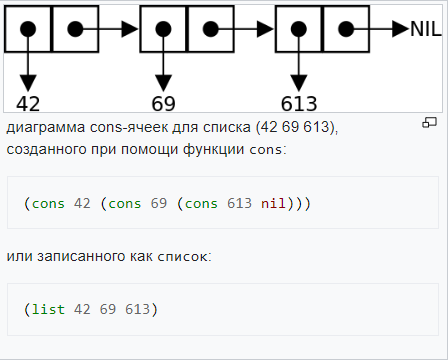 NIL
42 69 613
диаграмма cons-ячеек для списка (42 69 613),
созданного при помощи функции cons:
(cons 42 (cons 69 (cons 613 nil)))
или записанного как список:
(list 42 69 613)